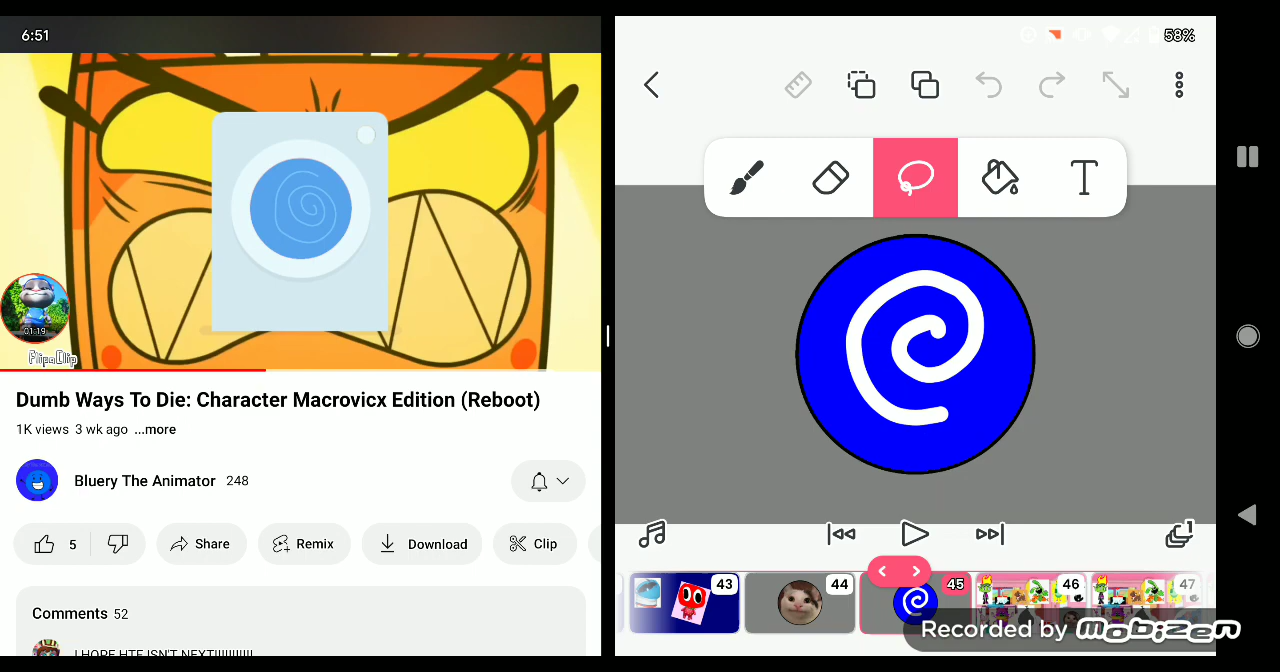 6:51
58%
01:19
FlipaClip
Dumb Ways To Die: Character Macrovicx Edition (Reboot)
1K views 3 wk ago ...more
Bluery The Animator 248
5 Share Remix Download Clip
Comments 52
I HOPE HTF ISN'T NEXT!!!!!!!!!!!
T
1
43 44 45 46 47
Recorded by Mobizen